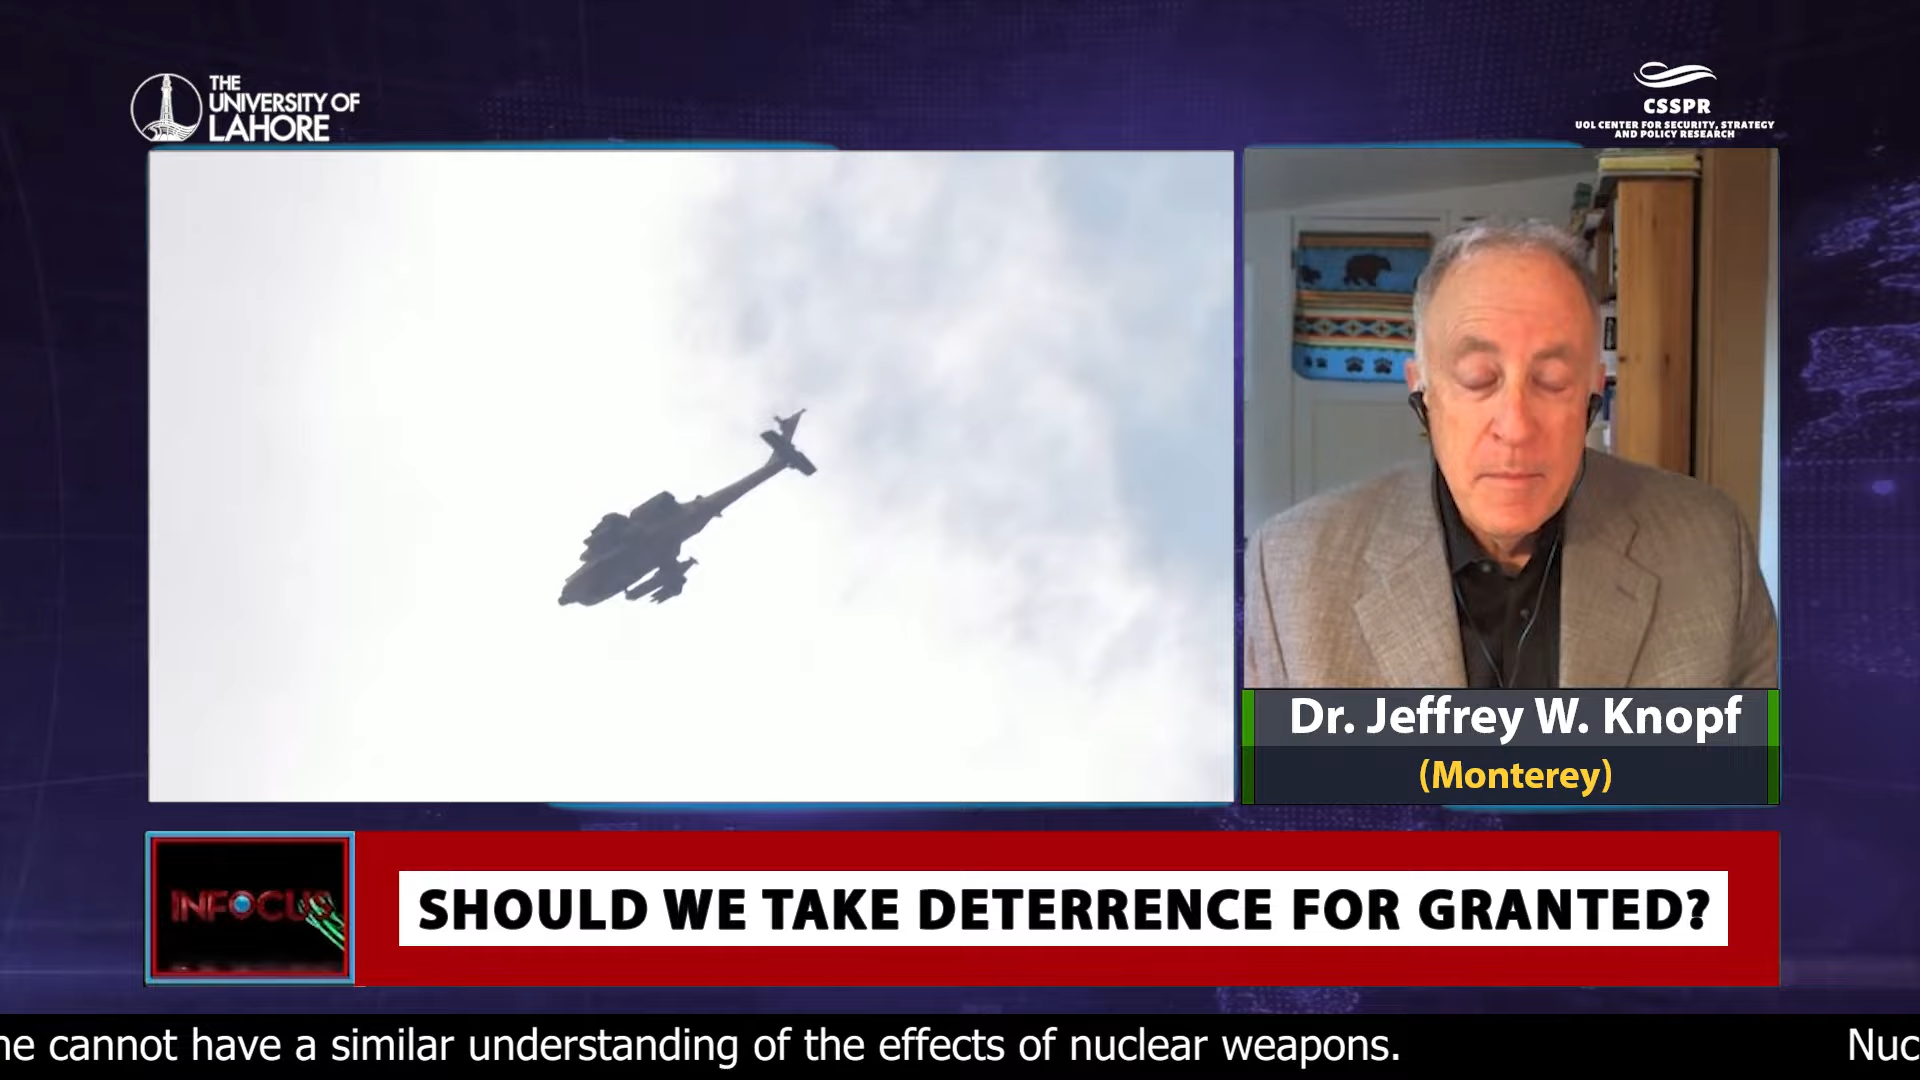 THE
UNIVERSITY OF
LAHORE
CSSPR
UOL CENTER FOR SECURITY, STRATEGY
AND POLICY RESEARCH
Dr. Jeffrey W. Knopf
(Monterey)
INFOCUS
SHOULD WE TAKE DETERRENCE FOR GRANTED?
ne cannot have a similar understanding of the effects of nuclear weapons. Nuc